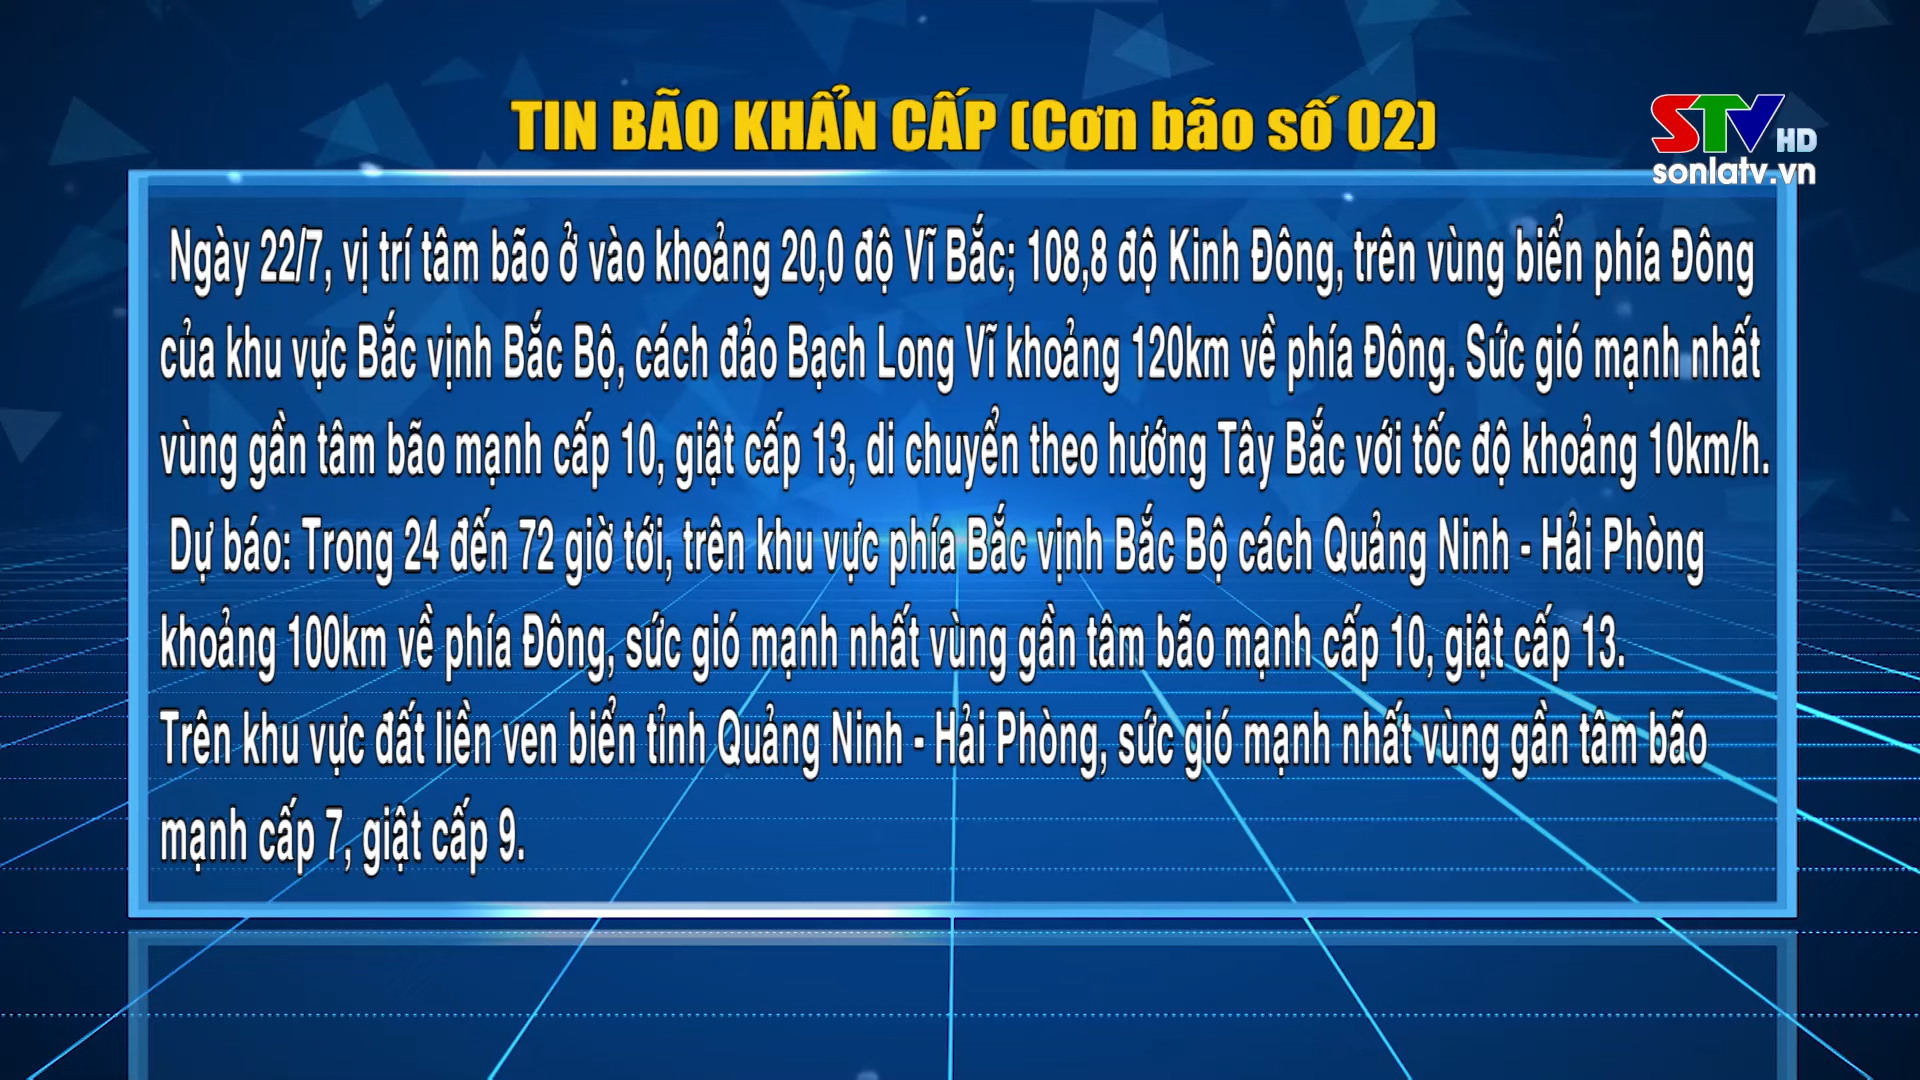 TIN BÃO KHẨN CẤP (Cơn bão số 02)
STV HD
sonlatv.vn
Ngày 22/7, vị trí tâm bão ở vào khoảng 20,0 độ Vĩ Bắc; 108,8 độ Kinh Đông, trên vùng biển phía Đông
của khu vực Bắc vịnh Bắc Bộ, cách đảo Bạch Long Vĩ khoảng 120km về phía Đông. Sức gió mạnh nhất
vùng gần tâm bão mạnh cấp 10, giật cấp 13, di chuyển theo hướng Tây Bắc với tốc độ khoảng 10km/h.
Dự báo: Trong 24 đến 72 giờ tới, trên khu vực phía Bắc vịnh Bắc Bộ cách Quảng Ninh - Hải Phòng
khoảng 100km về phía Đông, sức gió mạnh nhất vùng gần tâm bão mạnh cấp 10, giật cấp 13.
Trên khu vực đất liền ven biển tỉnh Quảng Ninh - Hải Phòng, sức gió mạnh nhất vùng gần tâm bão
mạnh cấp 7, giật cấp 9.